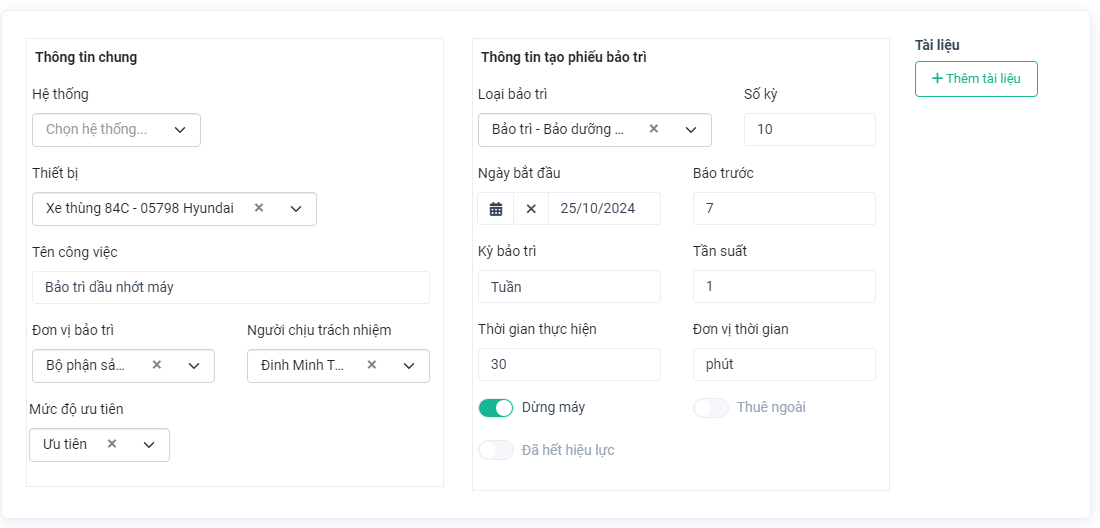 Thông tin chung
Hệ thống
Chọn hệ thống...
Thiết bị
Xe thùng 84C - 05798 Hyundai
Tên công việc
Bảo trì dầu nhớt máy
Đơn vị bảo trì
Người chịu trách nhiệm
Bộ phận sả...
Đinh Minh T...
Mức độ ưu tiên
Ưu tiên
Thông tin tạo phiếu bảo trì
Loại bảo trì
Số kỳ
Bảo trì - Bảo dưỡng ...
10
Ngày bắt đầu
Báo trước
25/10/2024
7
Kỳ bảo trì
Tần suất
Tuần
1
Thời gian thực hiện
Đơn vị thời gian
30
phút
Dừng máy
Thuê ngoài
Đã hết hiệu lực
Tài liệu
+ Thêm tài liệu